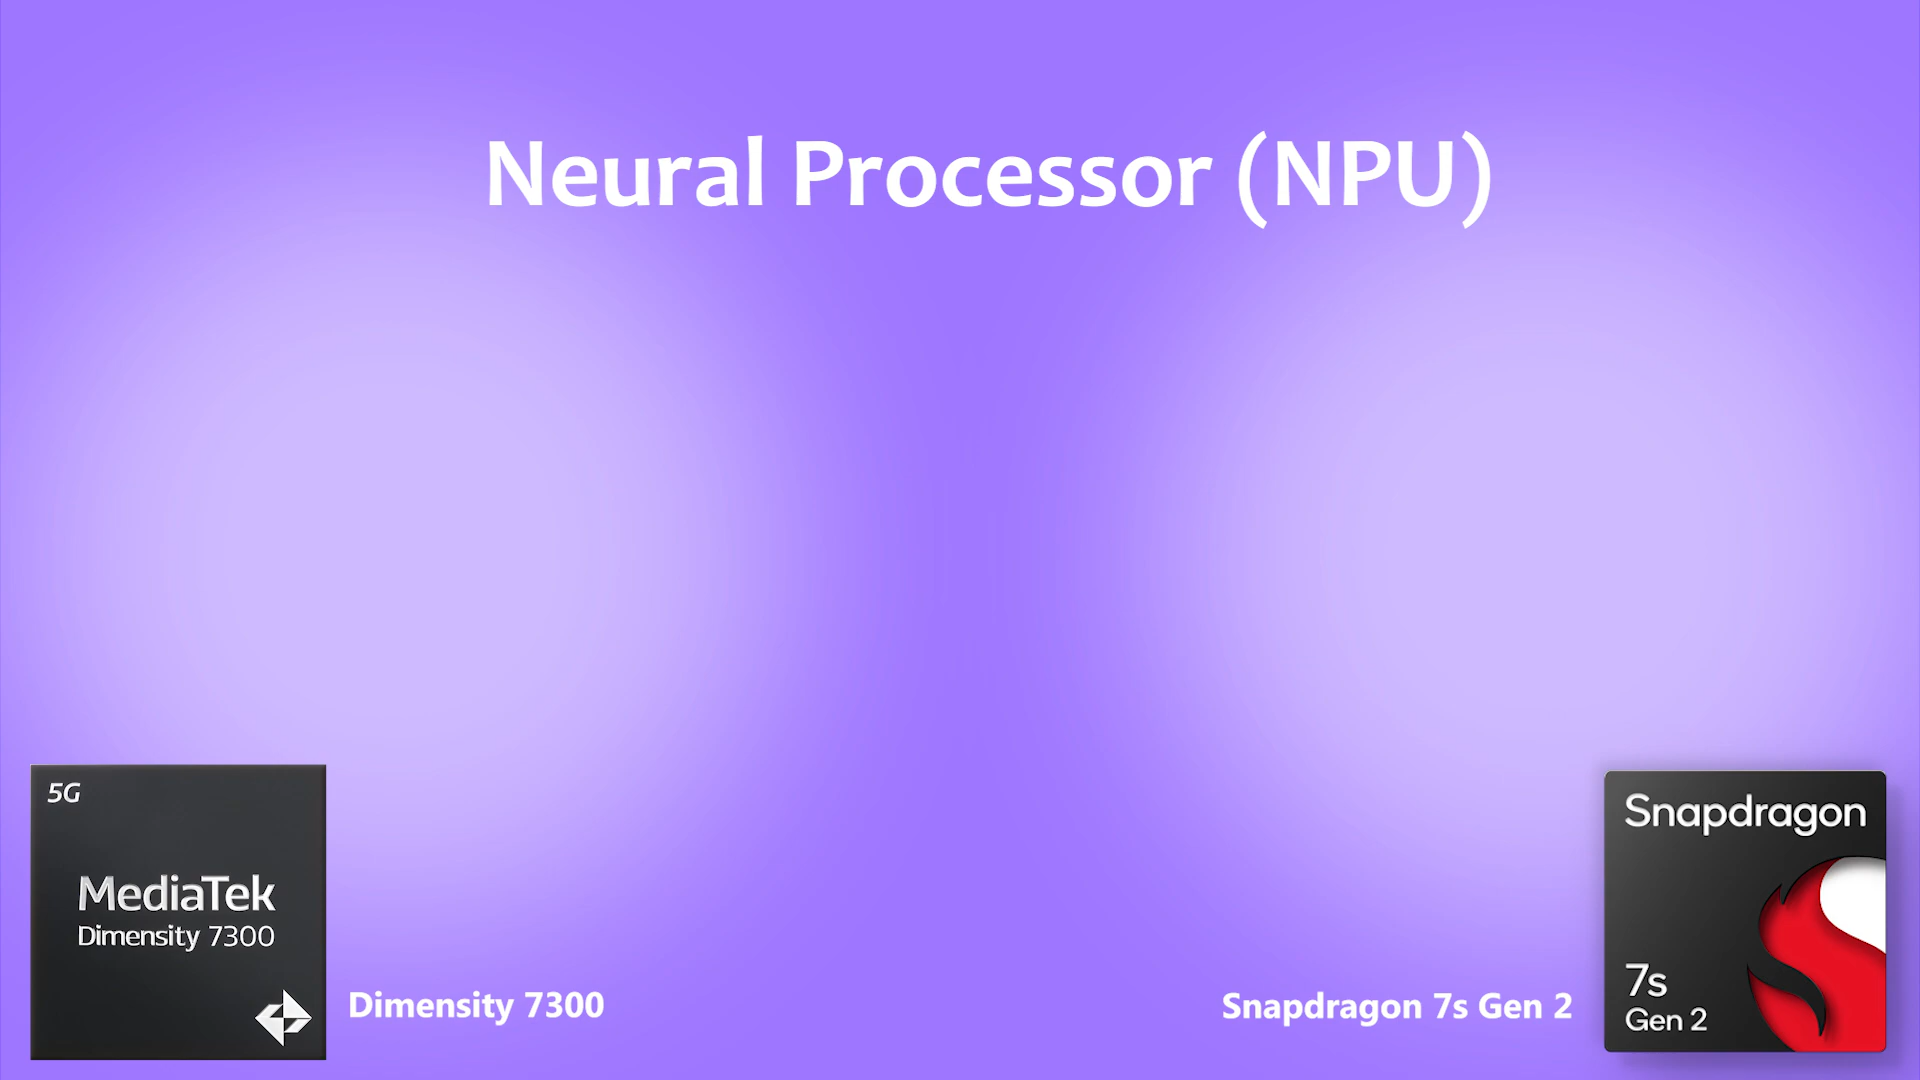 Neural Processor (NPU)
5G
MediaTek
Dimensity 7300
Dimensity 7300
Snapdragon 7s Gen 2
Snapdragon
7s
Gen 2